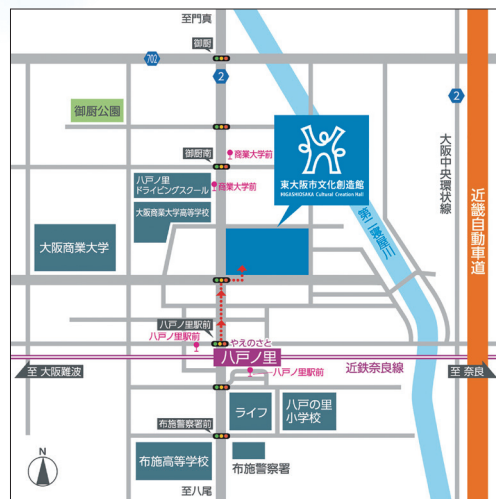 至門真
御厨
702
2
2
御厨公園
東大阪市文化創造館
HIGASHIOSAKA Cultural Creation Hall
大阪中央環状線
近畿自動車道
御厨南
商業大学前
八戸ノ里
ドライビングスクール
商業大学前
大阪商業大学高等学校
第二寝屋川
大阪商業大学
八戸ノ里駅前
やえのさと
八戸ノ里駅前
八戸ノ里
近鉄奈良線
至 大阪難波
八戸ノ里駅前
至 奈良
ライフ
八戸の里
小学校
布施警察署前
布施高等学校
布施警察署
N
至八尾